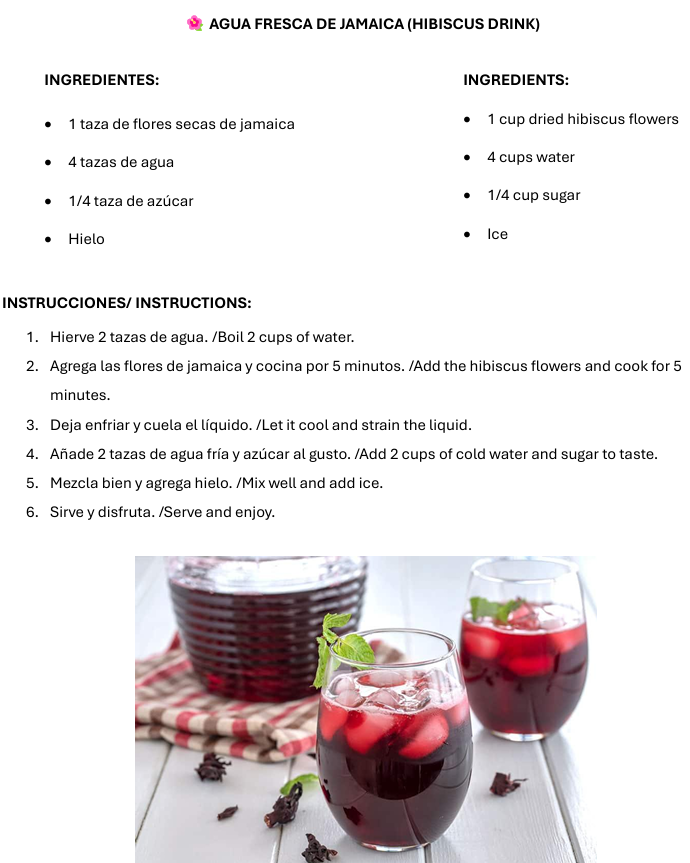 🌺 AGUA FRESCA DE JAMAICA (HIBISCUS DRINK)
INGREDIENTES:
• 1 taza de flores secas de jamaica
• 4 tazas de agua
• 1/4 taza de azúcar
• Hielo
INGREDIENTS:
• 1 cup dried hibiscus flowers
• 4 cups water
• 1/4 cup sugar
• Ice
INSTRUCCIONES/ INSTRUCTIONS:
1. Hierve 2 tazas de agua. /Boil 2 cups of water.
2. Agrega las flores de jamaica y cocina por 5 minutos. /Add the hibiscus flowers and cook for 5
minutes.
3. Deja enfriar y cuela el líquido. /Let it cool and strain the liquid.
4. Añade 2 tazas de agua fría y azúcar al gusto. /Add 2 cups of cold water and sugar to taste.
5. Mezcla bien y agrega hielo. /Mix well and add ice.
6. Sirve y disfruta. /Serve and enjoy.